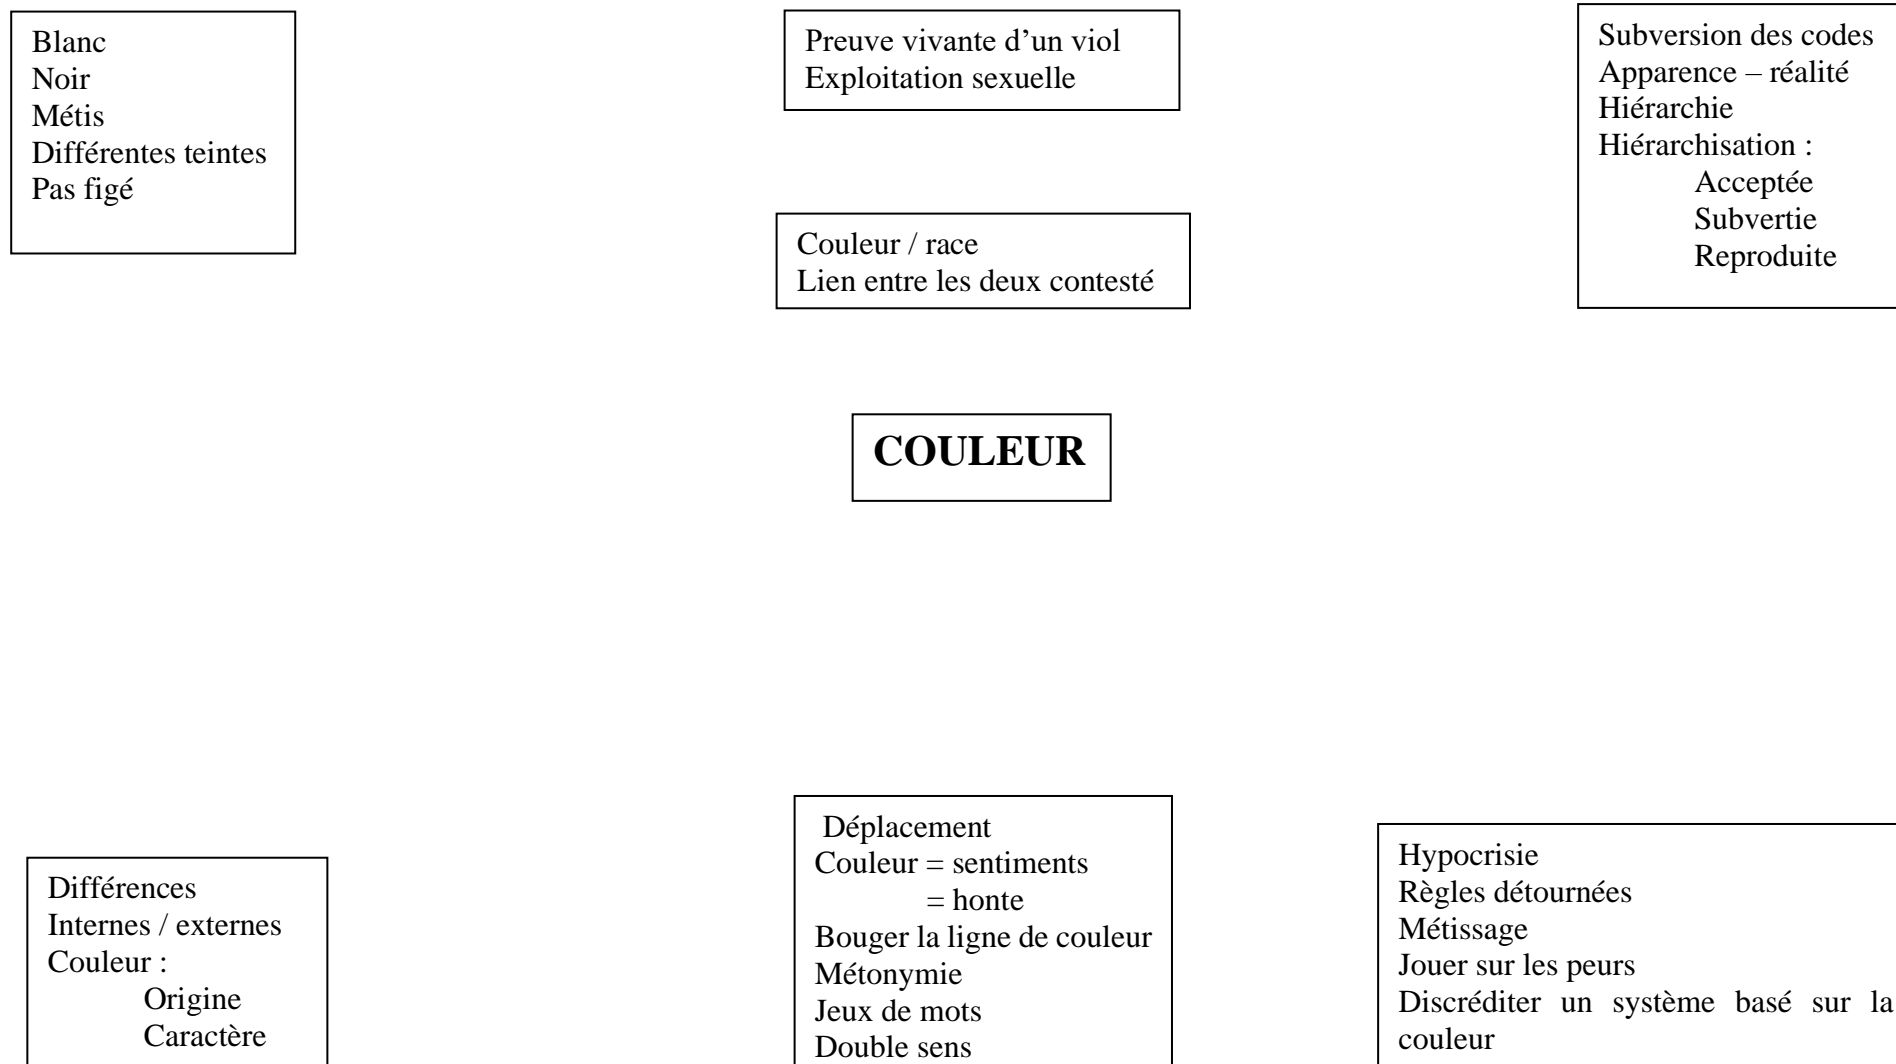 Blanc
Noir
Métis
Différentes teintes
Pas figé
Preuve vivante d’un viol
Exploitation sexuelle
Subversion des codes
Apparence – réalité
Hiérarchie
Hiérarchisation :
Acceptée
Subvertie
Reproduite
Couleur / race
Lien entre les deux contesté
COULEUR
Différences
Internes / externes
Couleur :
Origine
Caractère
Déplacement
Couleur = sentiments
= honte
Bouger la ligne de couleur
Métonymie
Jeux de mots
Double sens
Hypocrisie
Règles détournées
Métissage
Jouer sur les peurs
Discréditer un système basé sur la
couleur